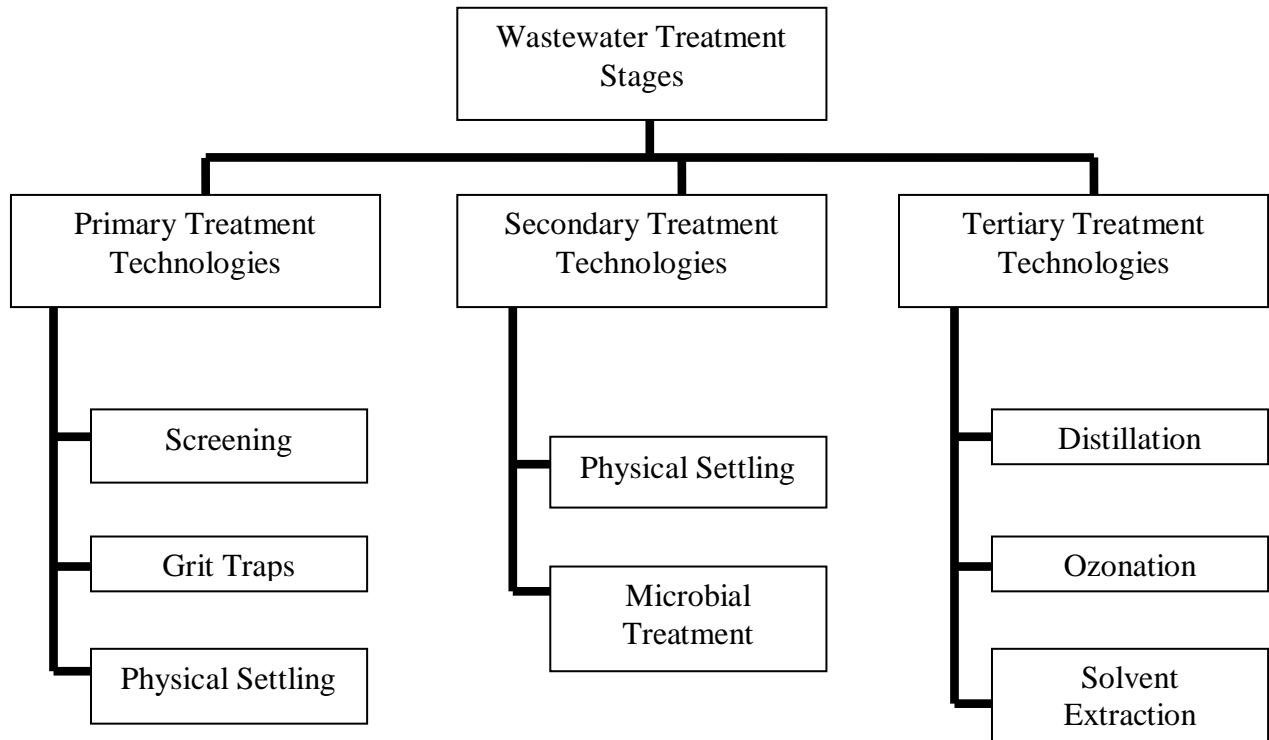 Wastewater Treatment
Stages
Primary Treatment
Technologies
Secondary Treatment
Technologies
Tertiary Treatment
Technologies
Screening
Grit Traps
Physical Settling
Physical Settling
Microbial
Treatment
Distillation
Ozonation
Solvent
Extraction